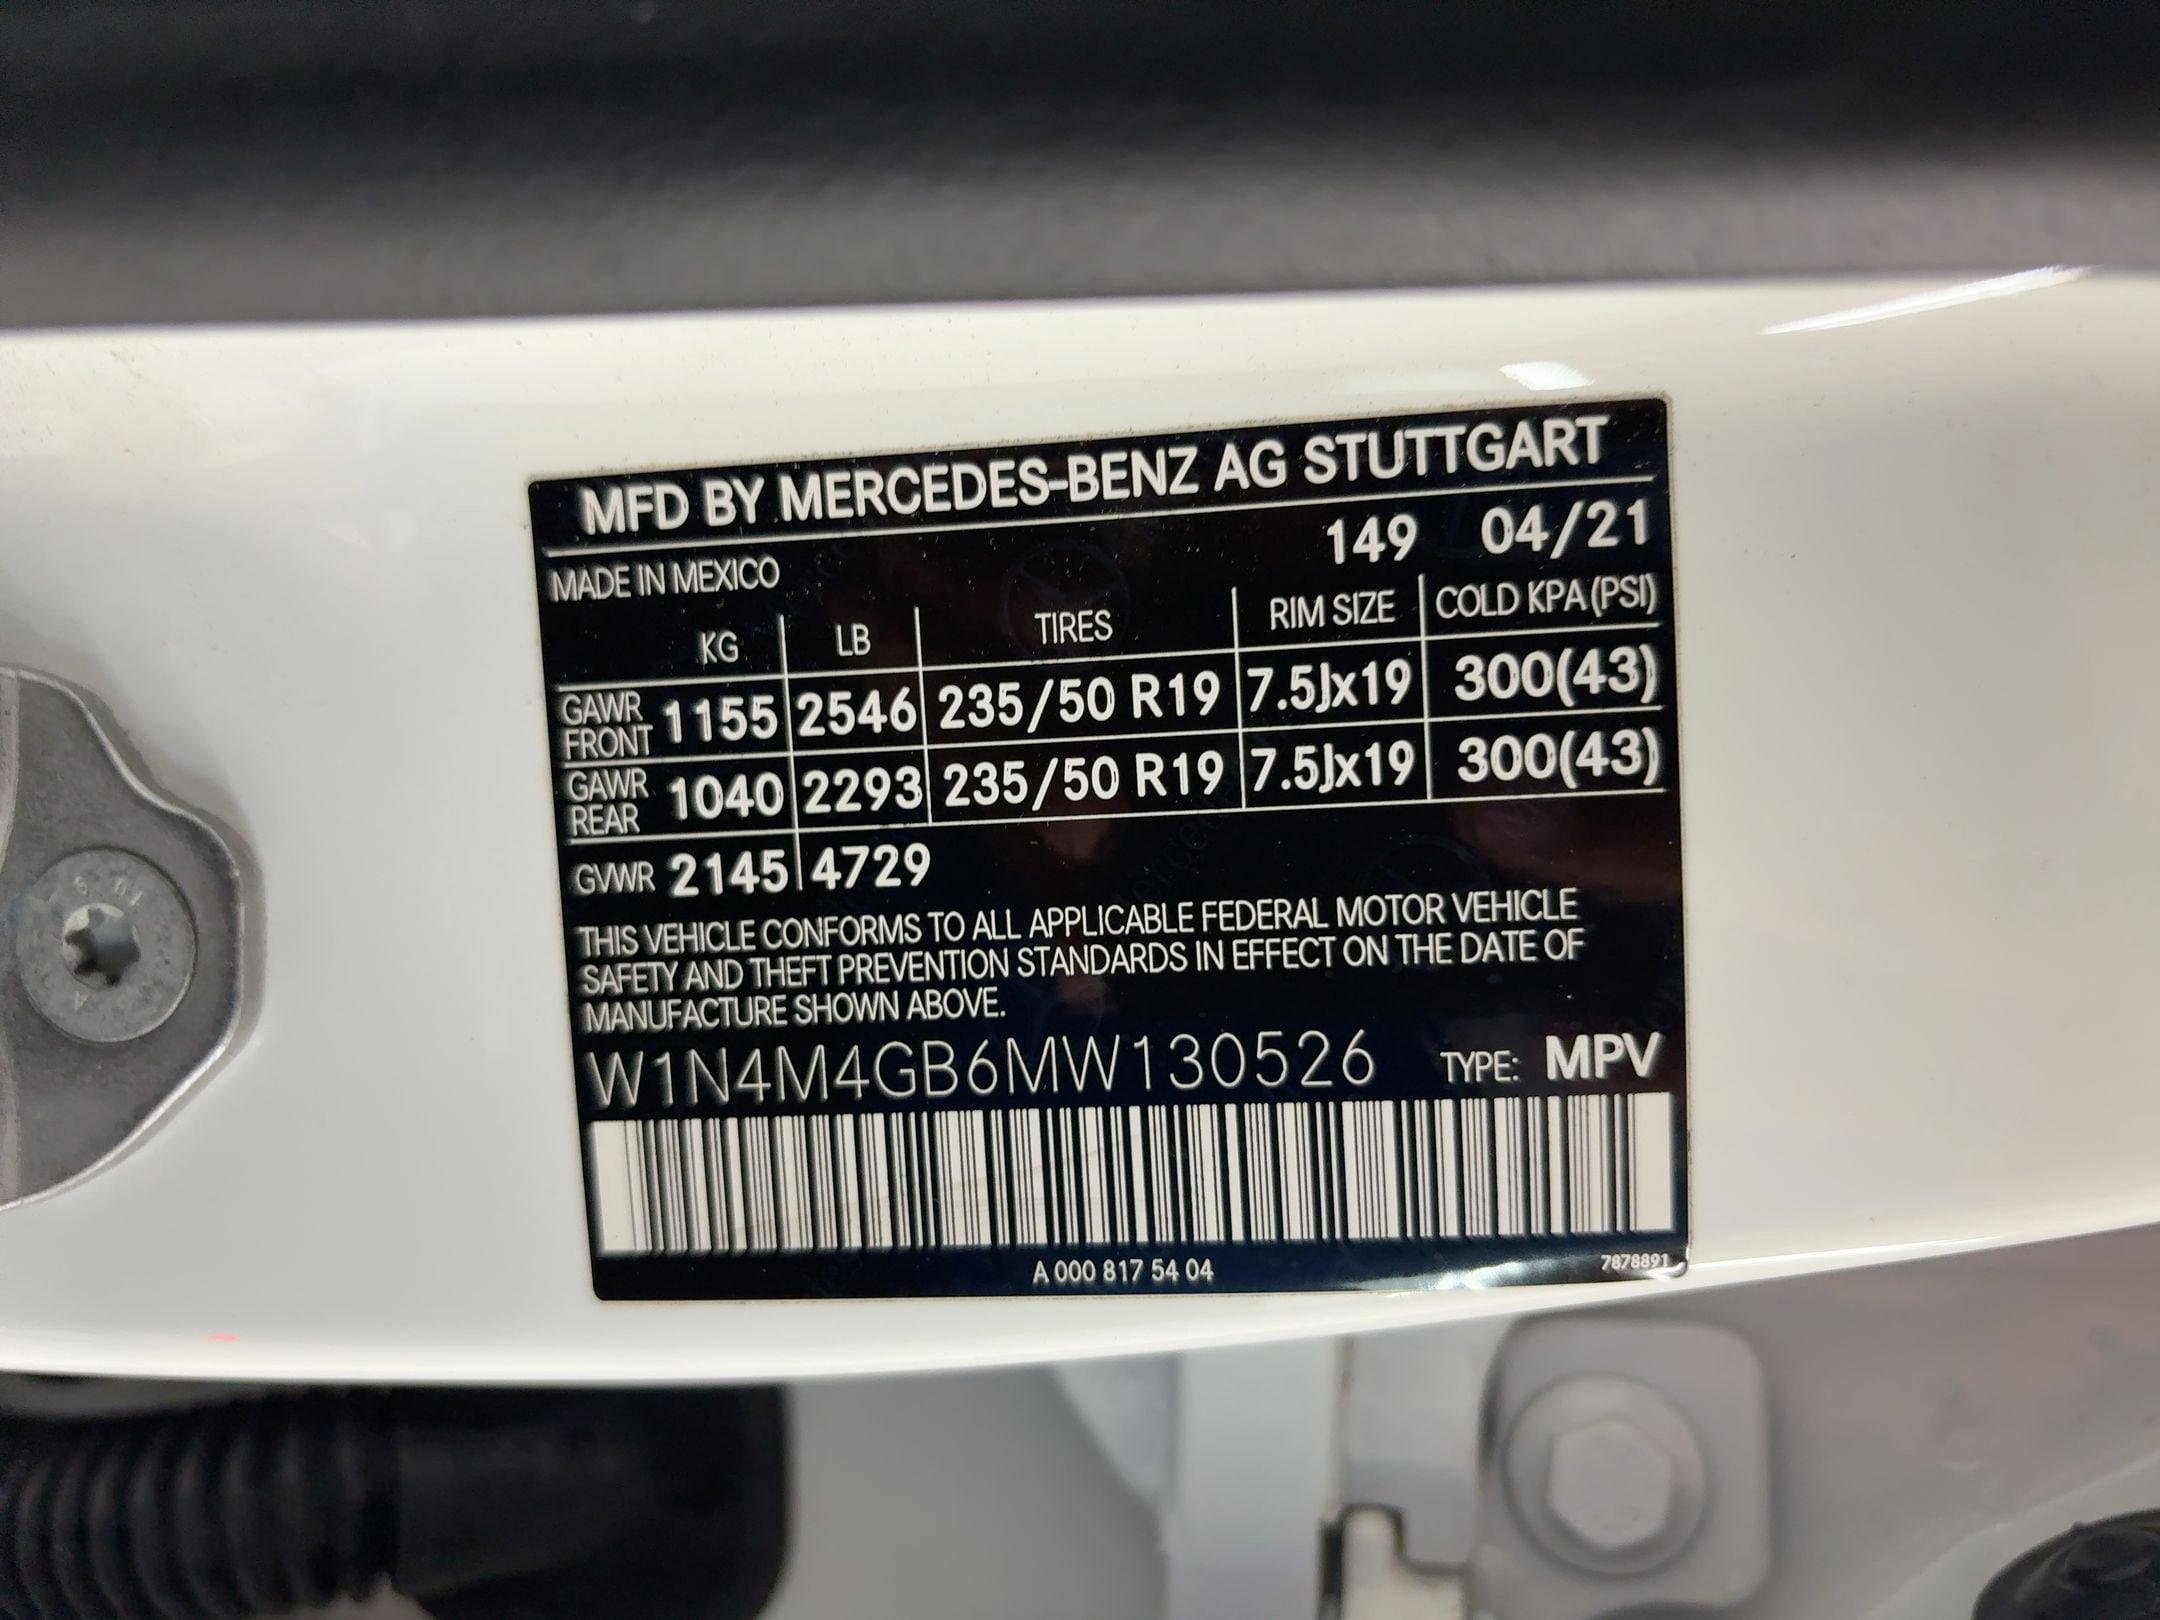 MFD BY MERCEDES-BENZ AG STUTTGART
MADE IN MEXICO 149 04/21
KG LB TIRES RIM SIZE COLD KPA (PSI)
GAWR FRONT 1155 2546 235/50 R19 7.5Jx19 300(43)
GAWR REAR 1040 2293 235/50 R19 7.5Jx19 300(43)
GVWR 2145 4729
THIS VEHICLE CONFORMS TO ALL APPLICABLE FEDERAL MOTOR VEHICLE
SAFETY AND THEFT PREVENTION STANDARDS IN EFFECT ON THE DATE OF
MANUFACTURE SHOWN ABOVE.
W1N4M4GB6MW130526 TYPE: MPV
A 000 817 54 04
7878891